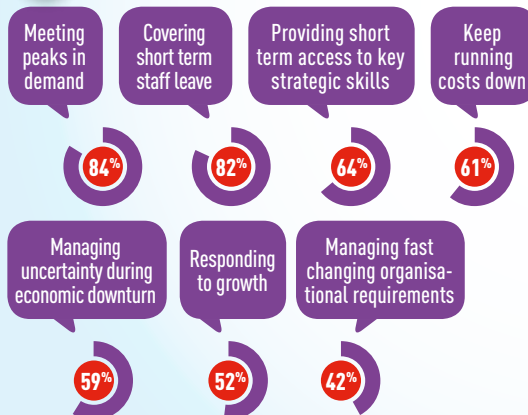 Meeting
peaks in
demand
Covering
short term
staff leave
Providing short
term access to key
strategic skills
Keep
running
costs down
84%
82%
64%
61%
Managing
uncertainty during
economic downturn
Responding
to growth
Managing fast
changing organisa-
tional requirements
59%
52%
42%